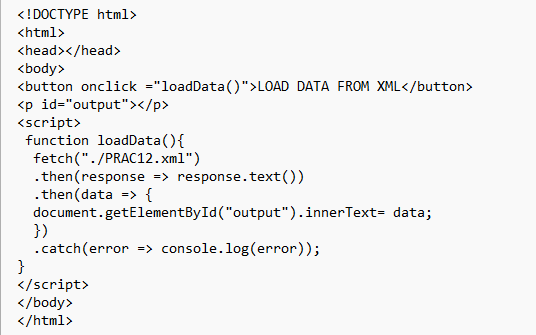 <!DOCTYPE html>
<html>
<head></head>
<body>
<button onclick ="loadData()">LOAD DATA FROM XML</button>
<p id="output"></p>
<script>
 function loadData(){
  fetch("./PRAC12.xml")
  .then(response => response.text())
  .then(data => {
  document.getElementById("output").innerText= data;
  })
  .catch(error => console.log(error));
}
</script>
</body>
</html>